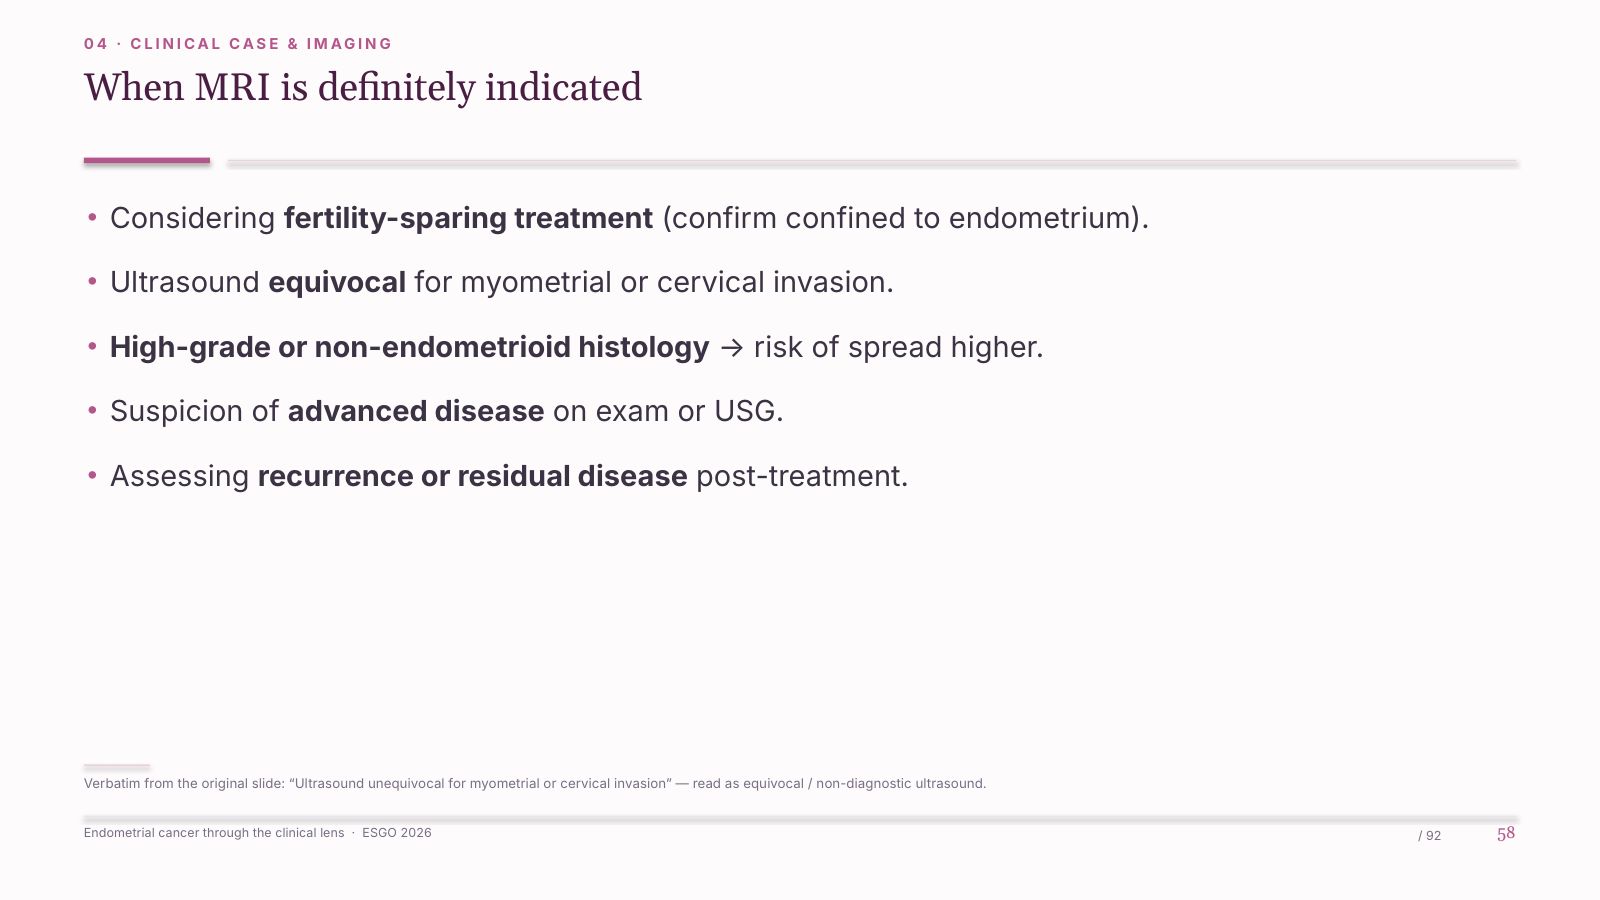 04 · CLINICAL CASE & IMAGING
When MRI is definitely indicated
• Considering fertility-sparing treatment (confirm confined to endometrium).
• Ultrasound equivocal for myometrial or cervical invasion.
• High-grade or non-endometrioid histology → risk of spread higher.
• Suspicion of advanced disease on exam or USG.
• Assessing recurrence or residual disease post-treatment.
Verbatim from the original slide: “Ultrasound unequivocal for myometrial or cervical invasion” — read as equivocal / non-diagnostic ultrasound.
Endometrial cancer through the clinical lens · ESGO 2026
/ 92 58